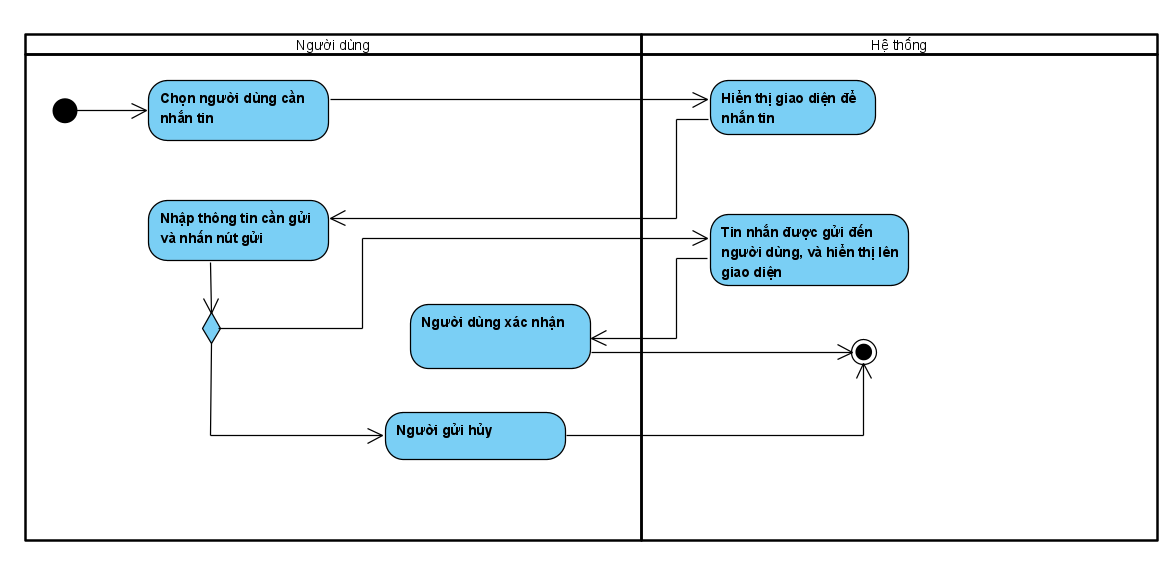 Người dùng
Hệ thống
Chọn người dùng cần
nhắn tin
Hiển thị giao diện để
nhắn tin
Nhập thông tin cần gửi
và nhấn nút gửi
Tin nhắn được gửi đến
người dùng, và hiển thị lên
giao diện
Người dùng xác nhận
Người gửi hủy